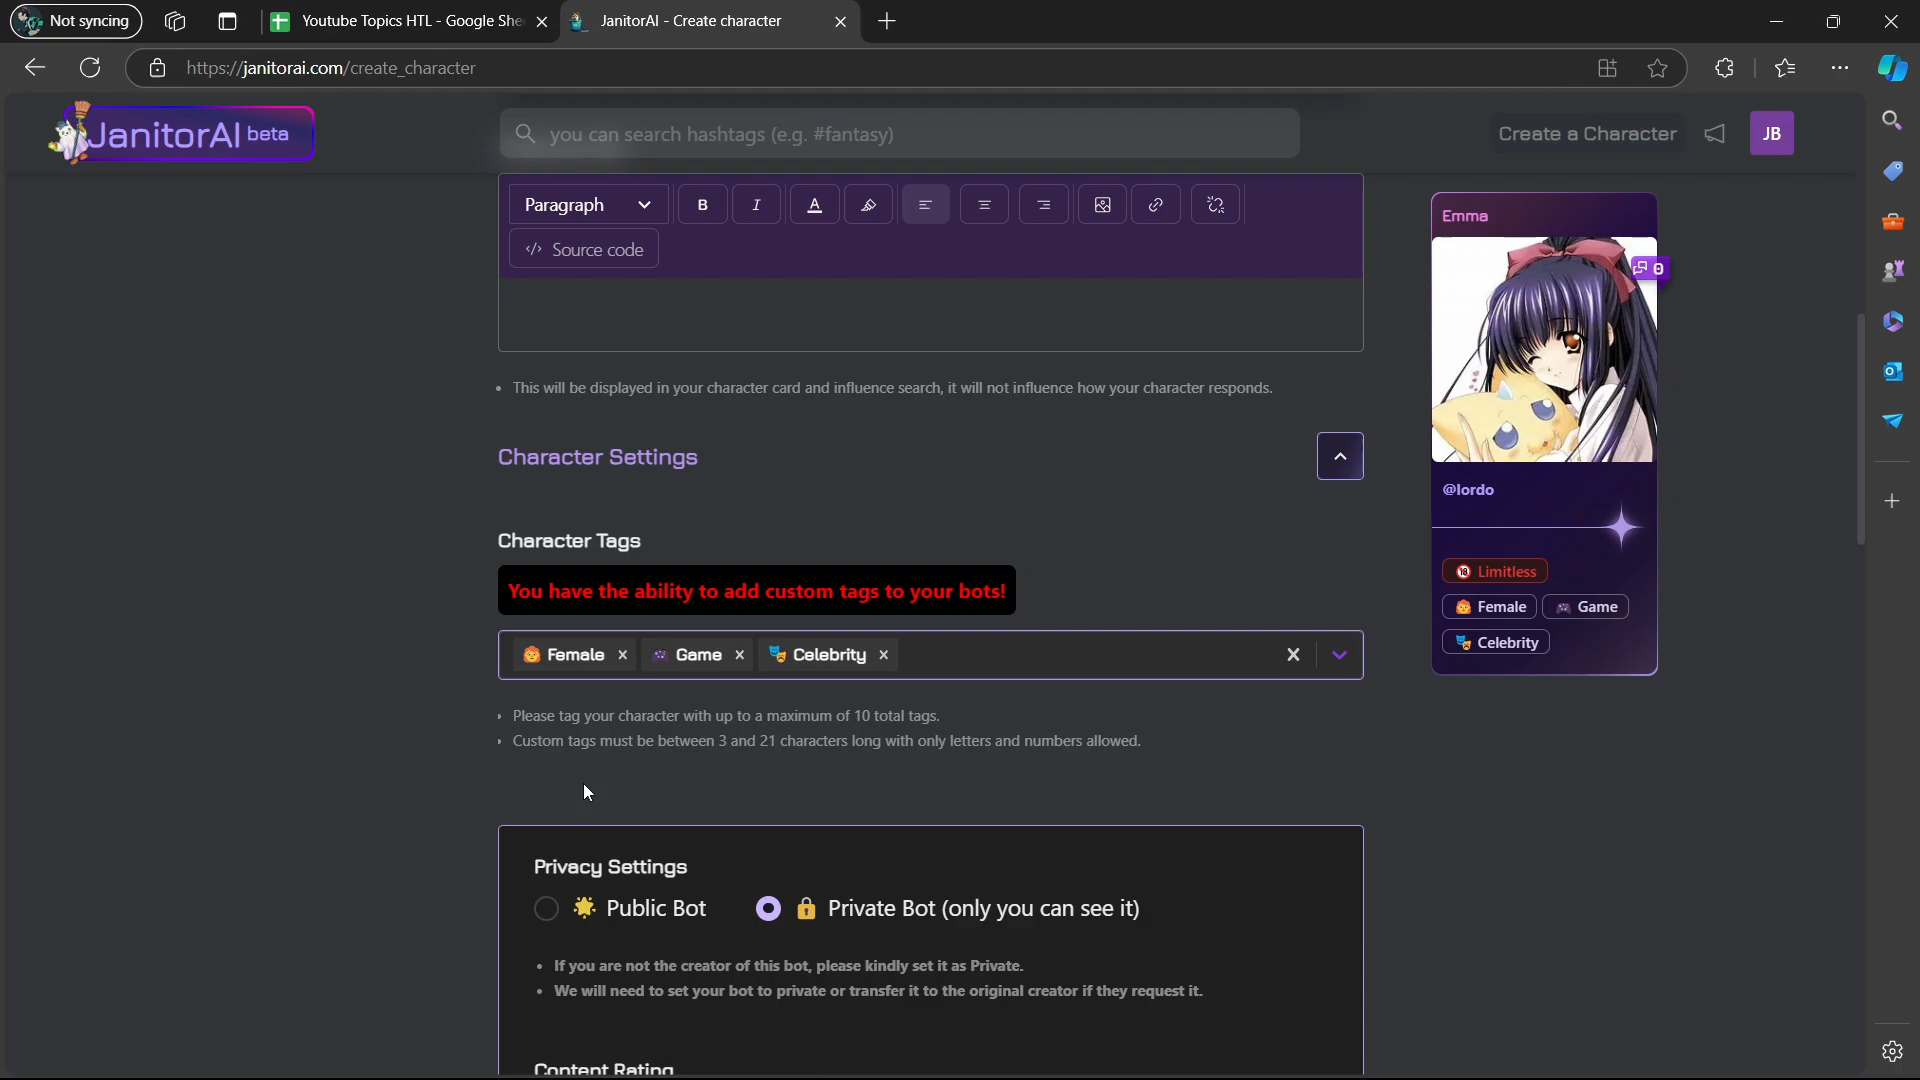 Not syncing
Youtube Topics HTL - Google She
JanitorAI - Create character
https://janitorai.com/create_character
JanitorAI beta
you can search hashtags (e.g. #fantasy)
Create a Character
JB
Paragraph
B
I
A
</> Source code
This will be displayed in your character card and influence search, it will not influence how your character responds.
Character Settings
Character Tags
You have the ability to add custom tags to your bots!
Female × Game × Celebrity ×
Please tag your character with up to a maximum of 10 total tags.
Custom tags must be between 3 and 21 characters long with only letters and numbers allowed.
Privacy Settings
Public Bot
Private Bot (only you can see it)
If you are not the creator of this bot, please kindly set it as Private.
We will need to set your bot to private or transfer it to the original creator if they request it.
Content Rating
Emma
0
@lordo
Limitless
Female
Game
Celebrity